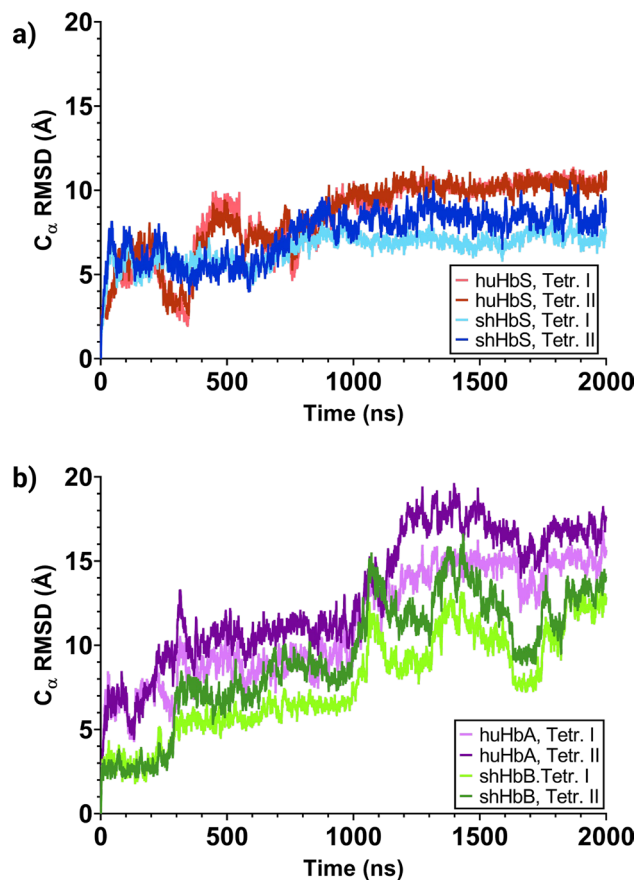 a)
20
15
10
5
0
Cα RMSD (Å)
huHbS, Tetr. I
huHbS, Tetr. II
shHbS, Tetr. I
shHbS, Tetr. II
0 500 1000 1500 2000
Time (ns)
b)
20
15
10
5
0
Cα RMSD (Å)
huHbA, Tetr. I
huHbA, Tetr. II
shHbB.Tetr. I
shHbB, Tetr. II
0 500 1000 1500 2000
Time (ns)